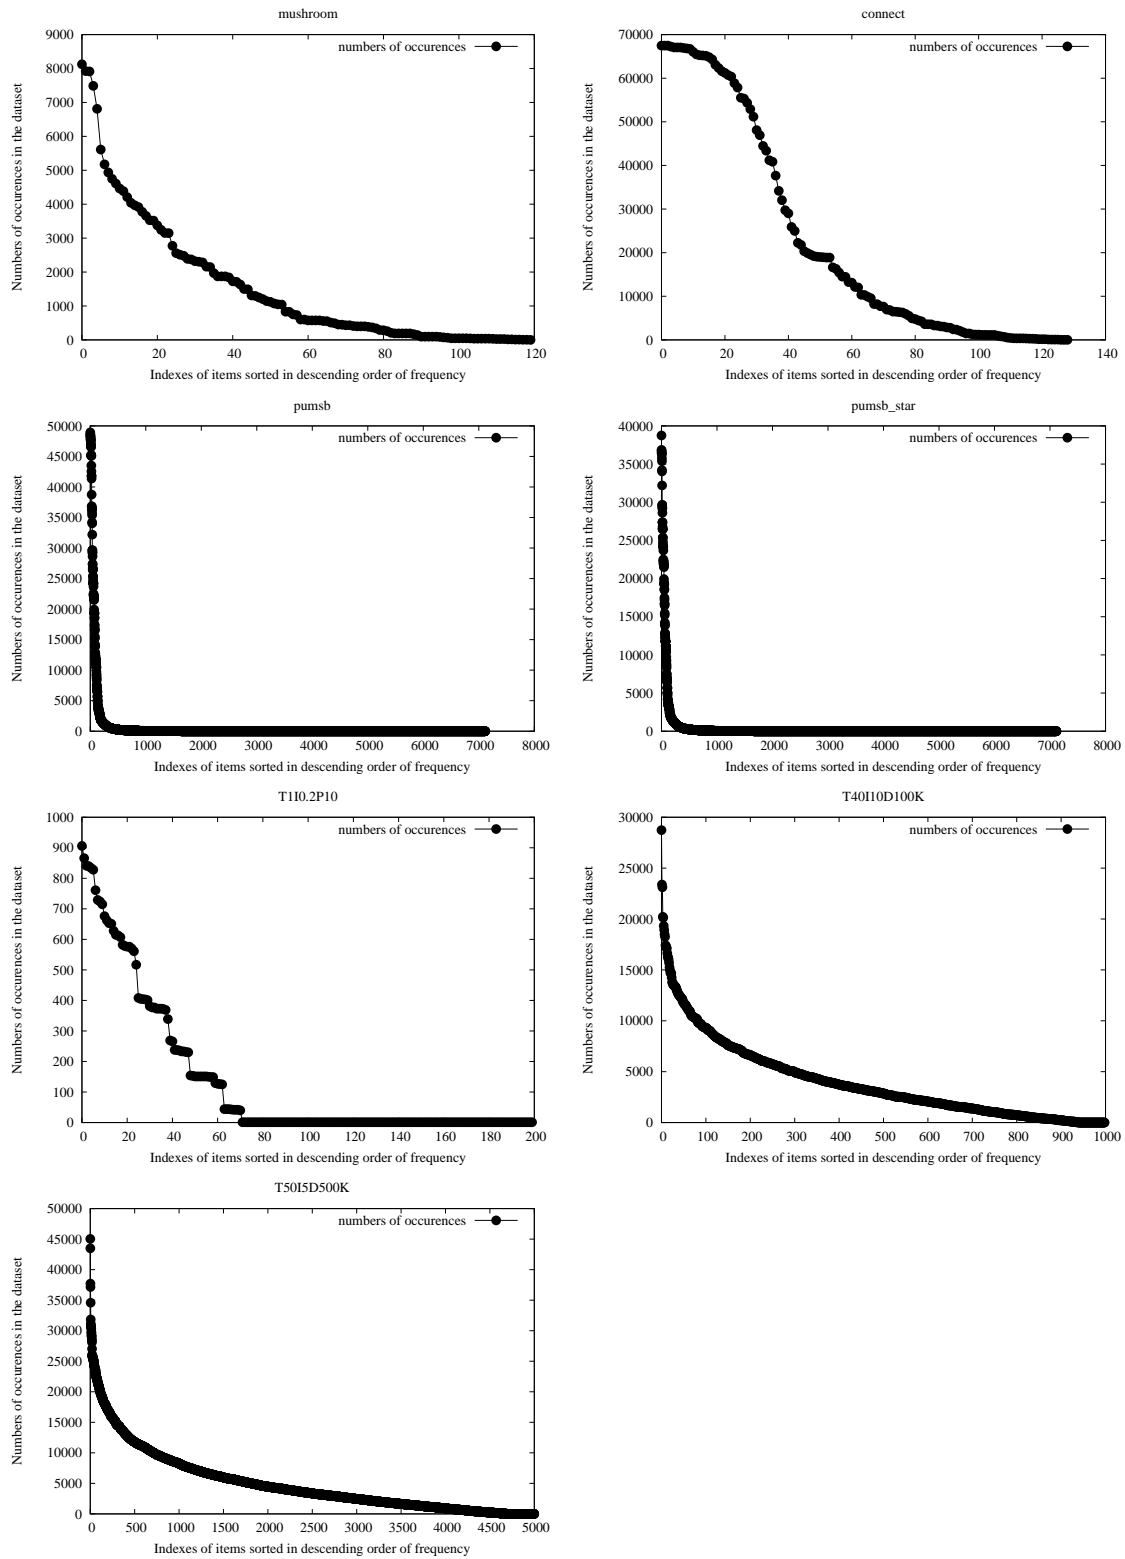 mushroom
numbers of occurences
Numbers of occurences in the dataset
9000
8000
7000
6000
5000
4000
3000
2000
1000
0
0 20 40 60 80 100 120
Indexes of items sorted in descending order of frequency
connect
numbers of occurences
Numbers of occurences in the dataset
70000
60000
50000
40000
30000
20000
10000
0
0 20 40 60 80 100 120 140
Indexes of items sorted in descending order of frequency
pumsb
numbers of occurences
Numbers of occurences in the dataset
50000
45000
40000
35000
30000
25000
20000
15000
10000
5000
0
0 1000 2000 3000 4000 5000 6000 7000 8000
Indexes of items sorted in descending order of frequency
pumsb_star
numbers of occurences
Numbers of occurences in the dataset
40000
35000
30000
25000
20000
15000
10000
5000
0
0 1000 2000 3000 4000 5000 6000 7000 8000
Indexes of items sorted in descending order of frequency
T1I0.2P10
numbers of occurences
Numbers of occurences in the dataset
1000
900
800
700
600
500
400
300
200
100
0
0 20 40 60 80 100 120 140 160 180 200
Indexes of items sorted in descending order of frequency
T40I10D100K
numbers of occurences
Numbers of occurences in the dataset
30000
25000
20000
15000
10000
5000
0
0 100 200 300 400 500 600 700 800 900 1000
Indexes of items sorted in descending order of frequency
T50I5D500K
numbers of occurences
Numbers of occurences in the dataset
50000
45000
40000
35000
30000
25000
20000
15000
10000
5000
0
0 500 1000 1500 2000 2500 3000 3500 4000 4500 5000
Indexes of items sorted in descending order of frequency